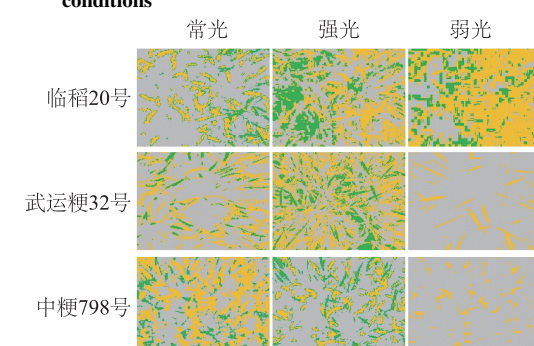 conditions
常光 强光 弱光
临稻20号
武运粳32号
中粳798号